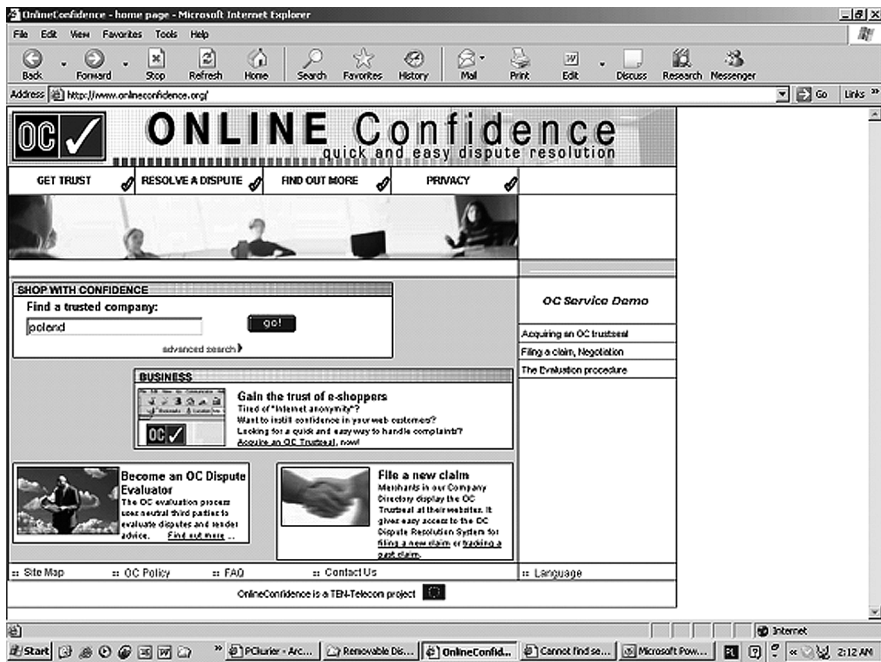 OnlineConfidence - home page - Microsoft Internet Explorer
File Edit View Favorites Tools Help
Back Forward Stop Refresh Home Search Favorites History Mail Print Edit Discuss Research Messenger
Address http://www.onlineconfidence.org/ Go Links »
OC ONLINE Confidence
quick and easy dispute resolution
GET TRUST RESOLVE A DISPUTE FIND OUT MORE PRIVACY
SHOP WITH CONFIDENCE
Find a trusted company:
poland go!
advanced search
OC Service Demo
Acquiring an OC trustseal
Filing a claim, Negotiation
The Evaluation procedure
BUSINESS
Gain the trust of e-shoppers
Tired of "Internet anonymity"?
Want to instill confidence in your web customers?
Looking for a quick and easy way to handle complaints?
Acquire an OC Trustseal, now!
OC
Become an OC Dispute
Evaluator
The OC evaluation process
uses neutral third parties to
evaluate disputes and render
advice. Find out more ...
File a new claim
Merchants in our Company
Directory display the OC
Trustseal at their websites. It
gives easy access to the OC
Dispute Resolution System for
filing a new claim or tracking a
past claim.
:: Site Map :: OC Policy :: FAQ :: Contact Us :: Language
OnlineConfidence is a TEN-Telecom project
Internet
Start » PCkurier - Arc... Removable Dis... OnlineConfid... Cannot find se... Microsoft Pow... PL « 2:12 AM